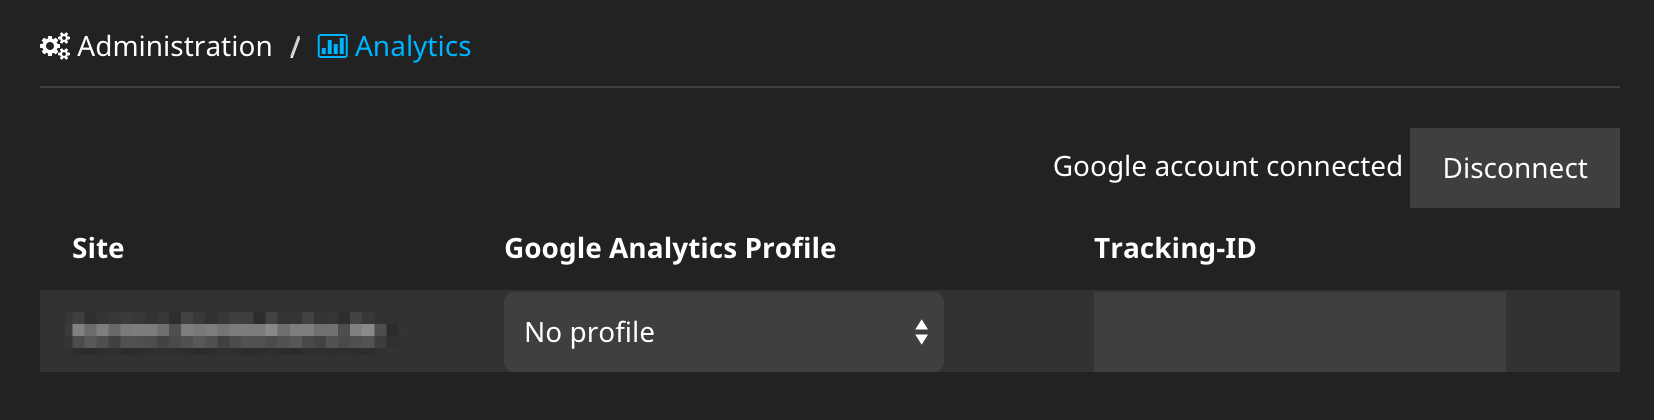 Administration / Analytics
Google account connected Disconnect
Site Google Analytics Profile Tracking-ID
No profile